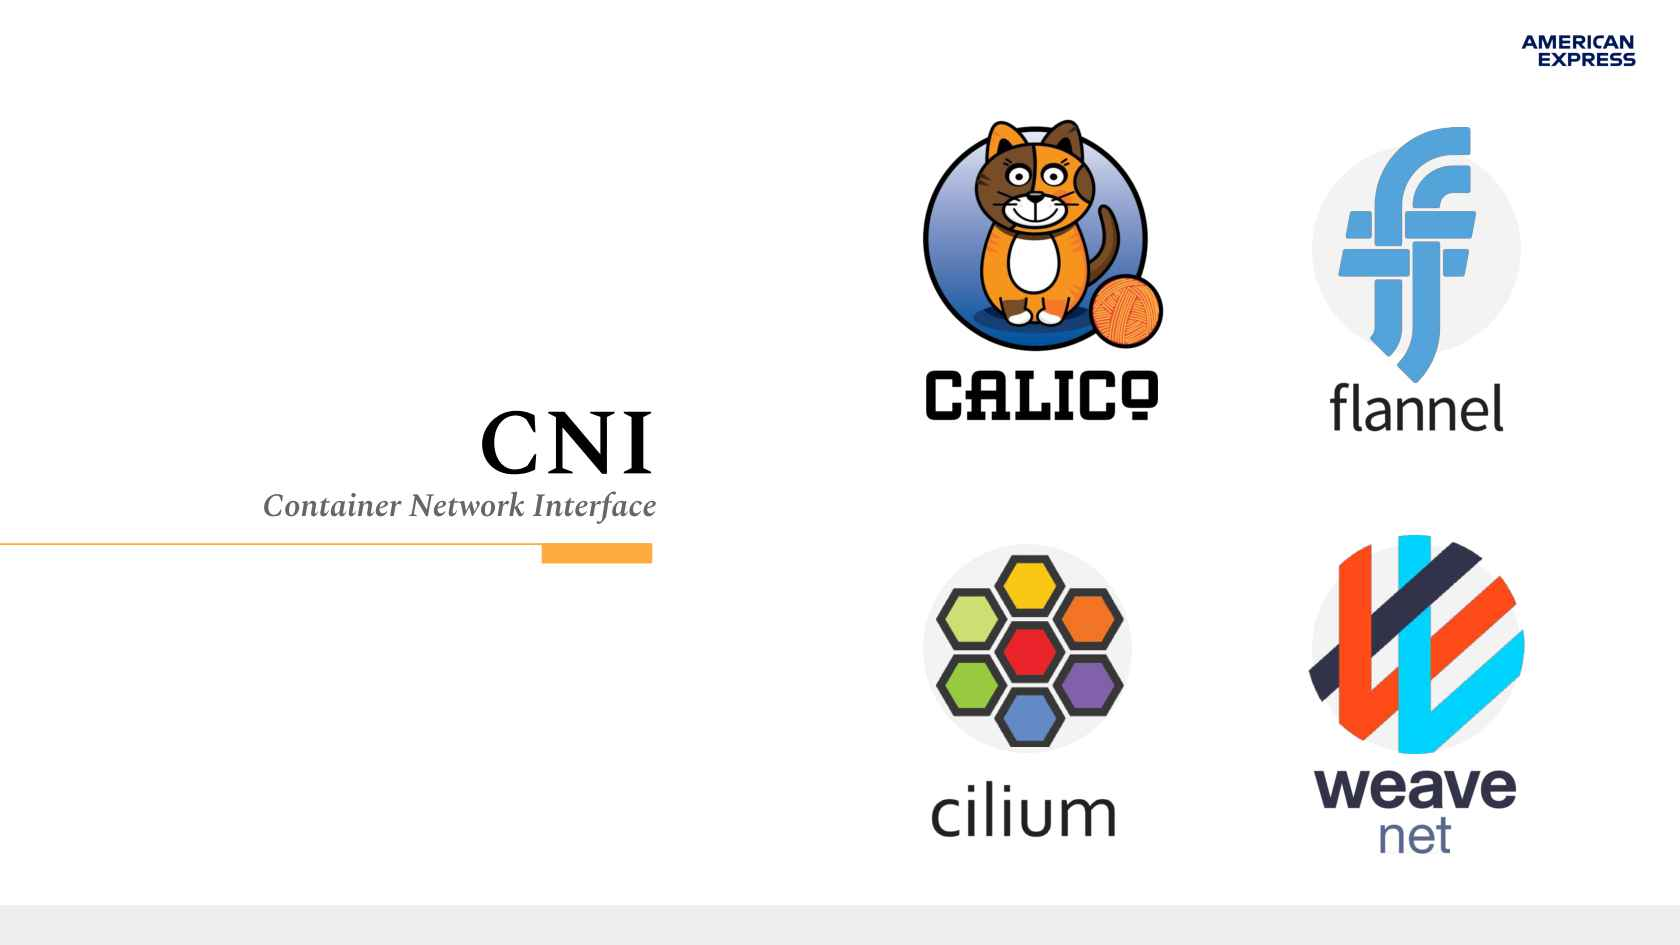 AMERICAN
EXPRESS
CNI
Container Network Interface
CALICO
flannel
cilium
weave
net